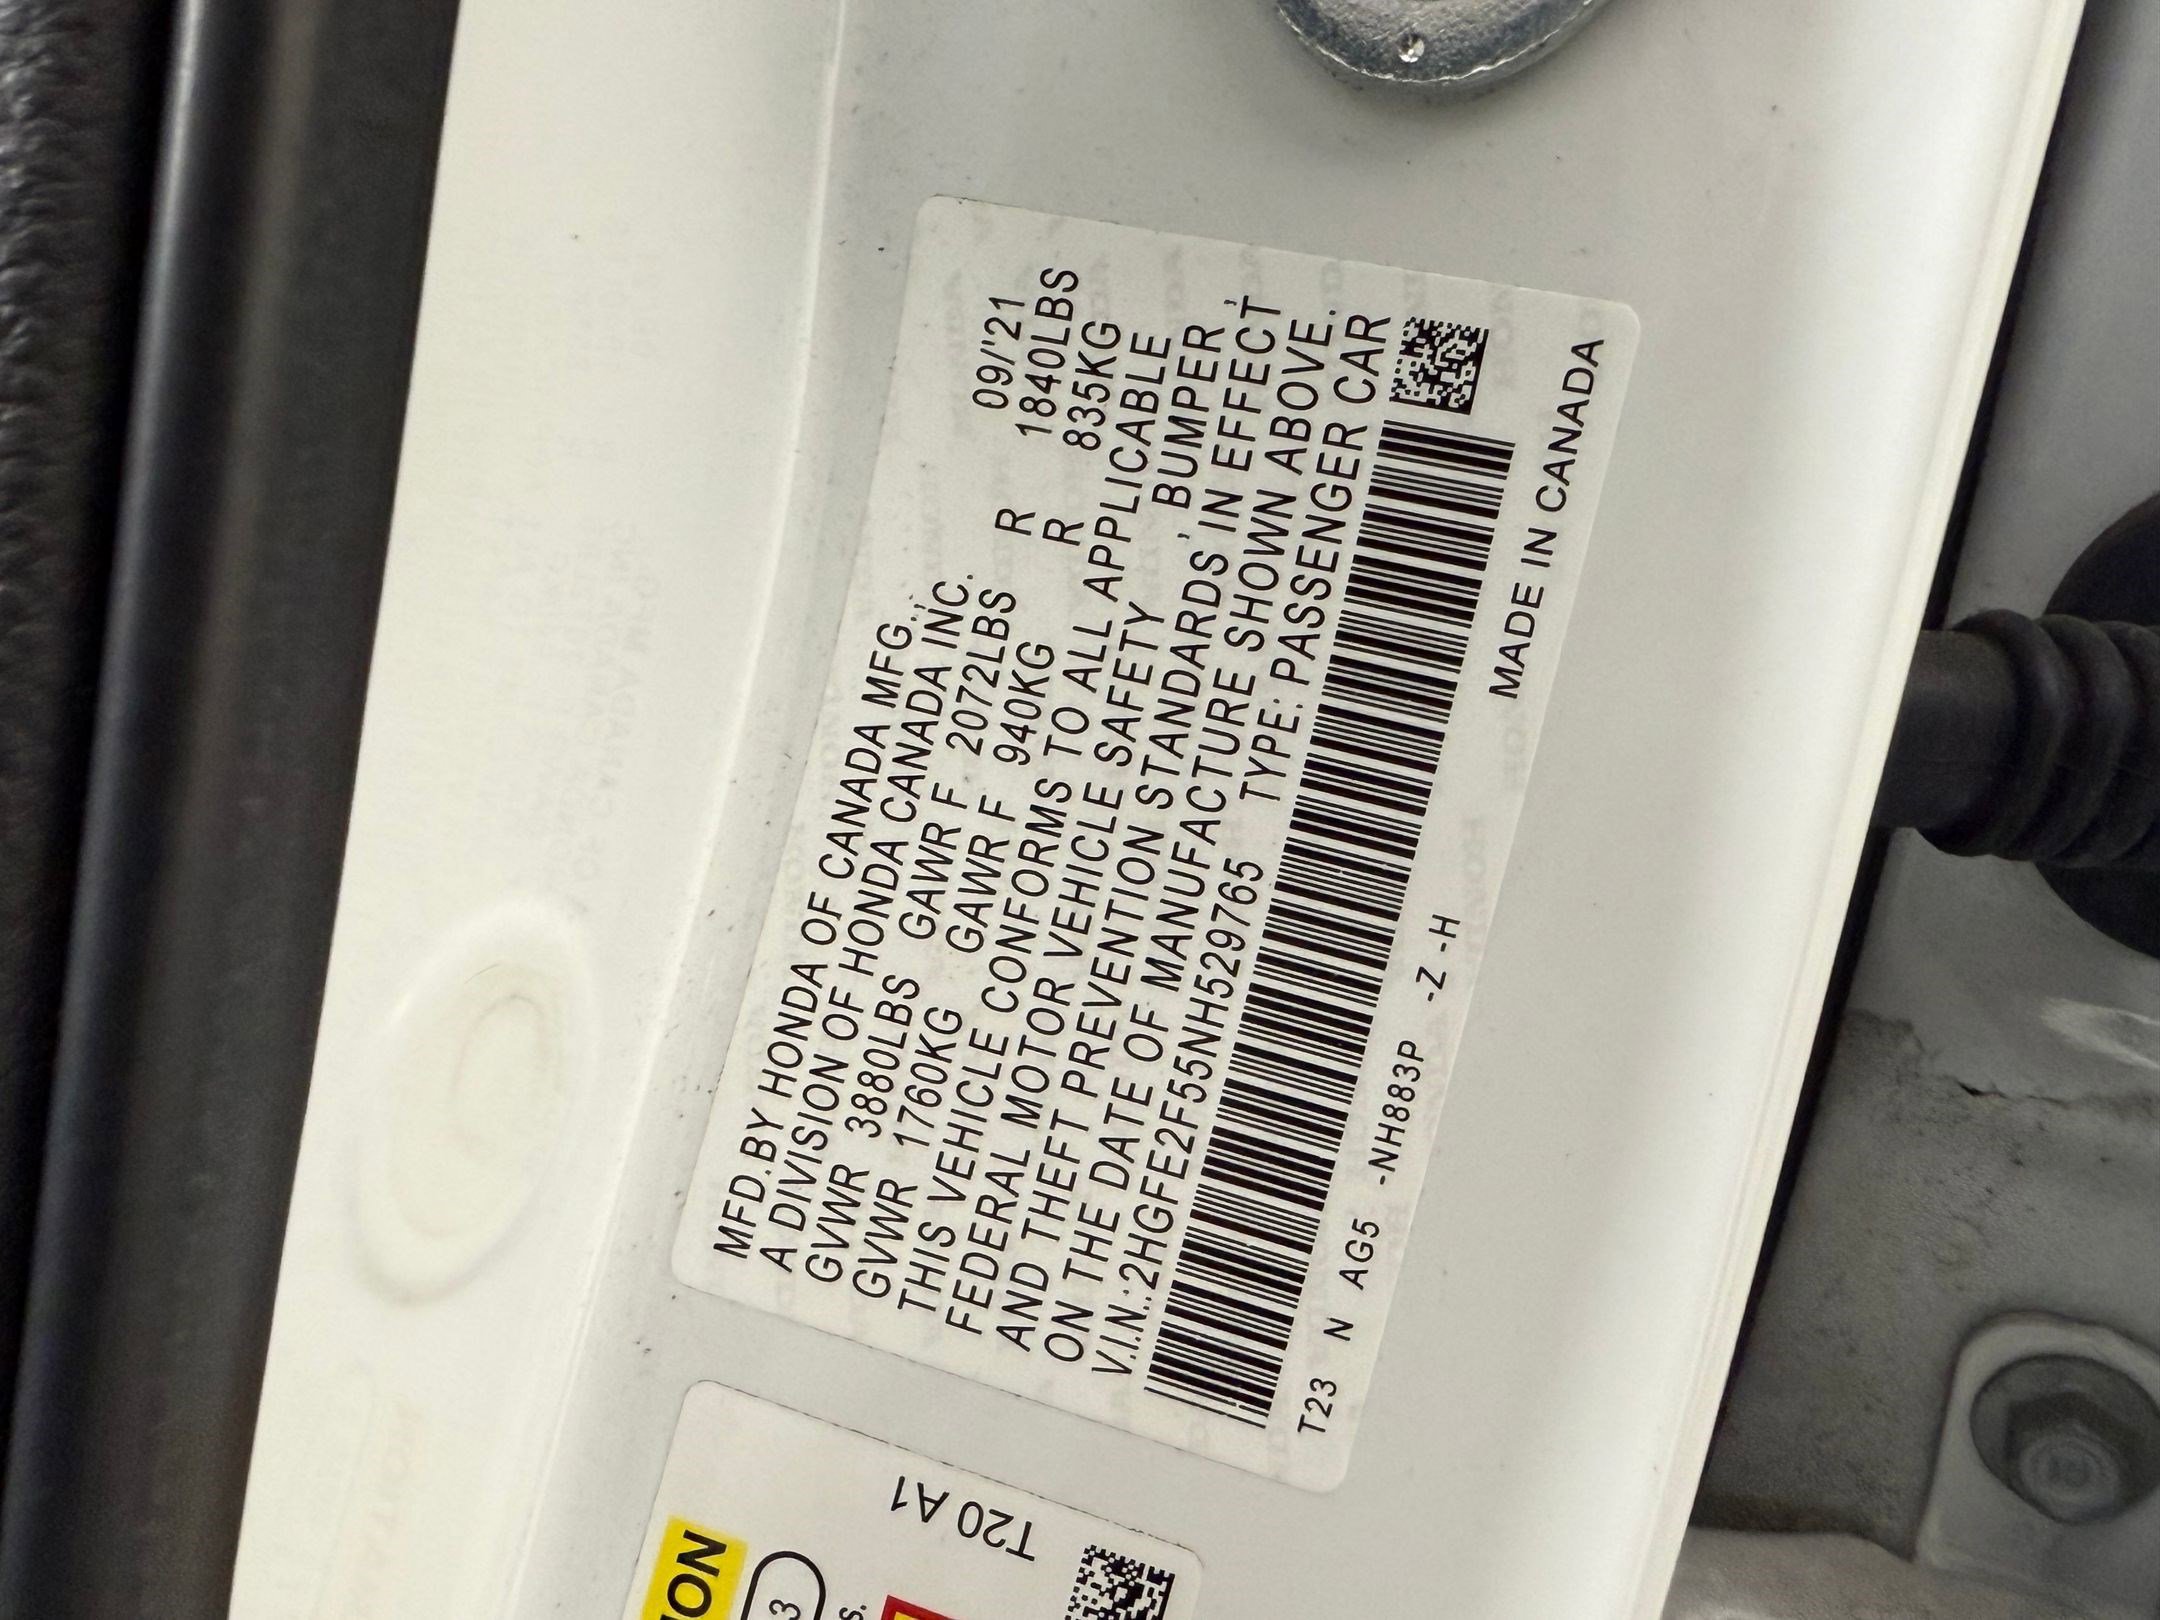 MFD.BY HONDA OF CANADA MFG.,
A DIVISION OF HONDA CANADA INC. 09/'21
GVWR 3880LBS GAWR F 2072LBS R 1840LBS
GVWR 1760KG GAWR F 940KG R 835KG
THIS VEHICLE CONFORMS TO ALL APPLICABLE
FEDERAL MOTOR VEHICLE SAFETY, BUMPER,
AND THEFT PREVENTION STANDARDS IN EFFECT
ON THE DATE OF MANUFACTURE SHOWN ABOVE.
V.I.N.:2HGFE2F55NH529765 TYPE: PASSENGER CAR
T23 N AG5 -NH883P -Z -H
MADE IN CANADA
T20 A1